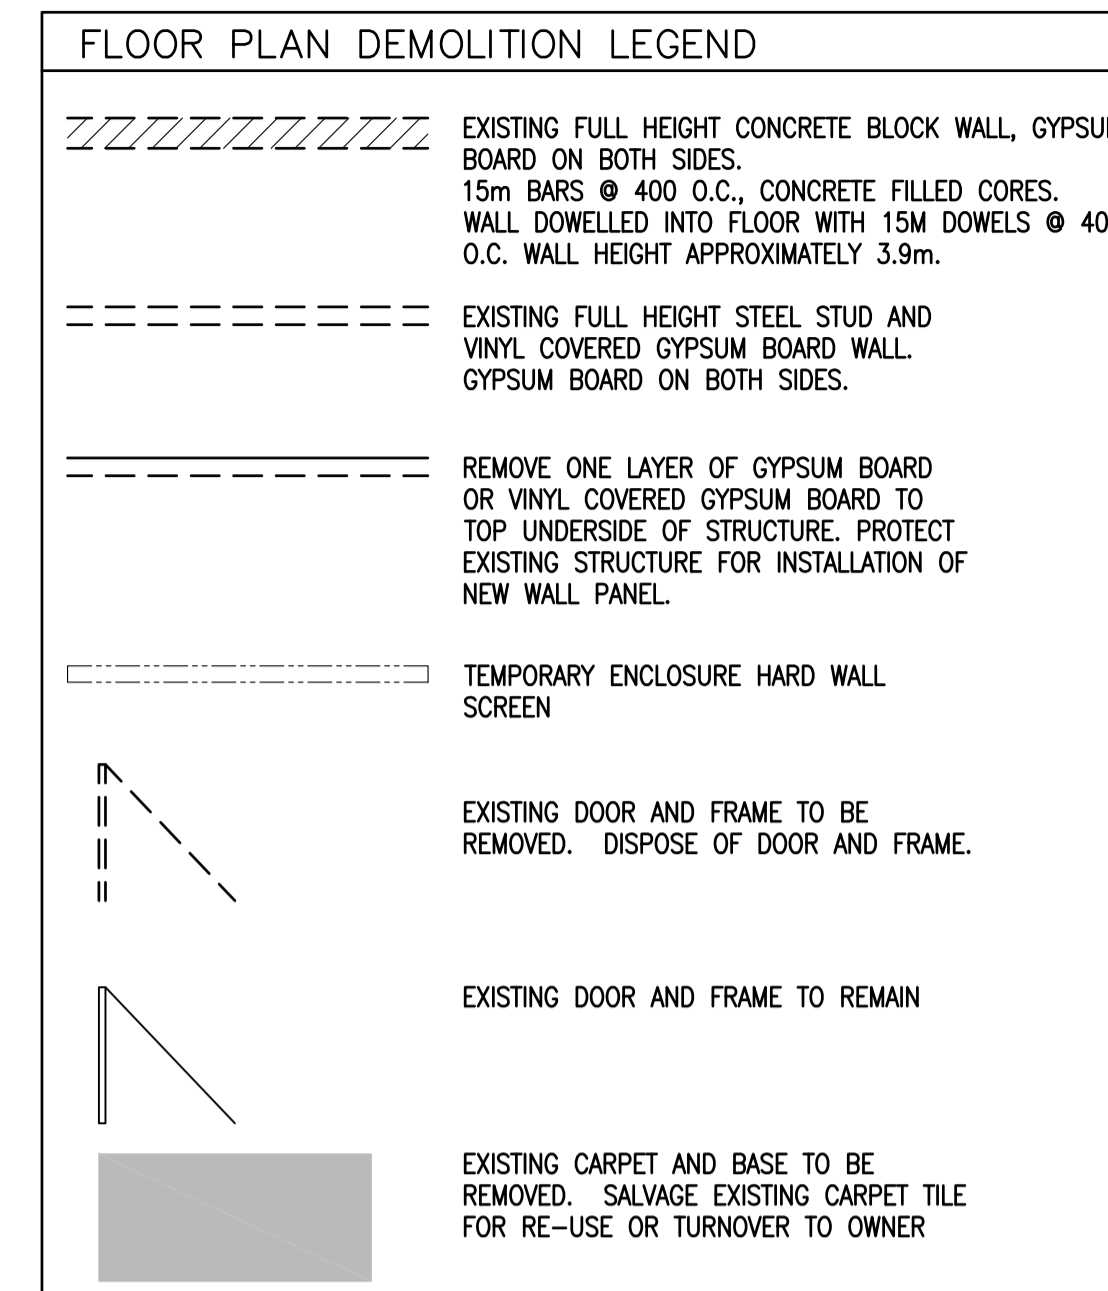 FLOOR PLAN DEMOLITION LEGEND
EXISTING FULL HEIGHT CONCRETE BLOCK WALL,
BOARD ON BOTH SIDES.
15m BARS @ 400 O.C., CONCRETE FILLED CORES.
WALL DOWELLED INTO FLOOR WITH 15M DOWELS @
O.C. WALL HEIGHT APPROXIMATELY 3.9m.
EXISTING FULL HEIGHT STEEL STUD AND
VINYL COVERED GYPSUM BOARD WALL.
GYPSUM BOARD ON BOTH SIDES.
REMOVE ONE LAYER OF GYPSUM BOARD
OR VINYL COVERED GYPSUM BOARD TO
TOP UNDERSIDE OF STRUCTURE. PROTECT
EXISTING STRUCTURE FOR INSTALLATION OF
NEW WALL PANEL.
TEMPORARY ENCLOSURE HARD WALL
SCREEN
EXISTING DOOR AND FRAME TO BE
REMOVED. DISPOSE OF DOOR AND FRAME.
EXISTING DOOR AND FRAME TO REMAIN
EXISTING CARPET AND BASE TO BE
REMOVED. SALVAGE EXISTING CARPET TILE
FOR RE-USE OR TURNOVER TO OWNER